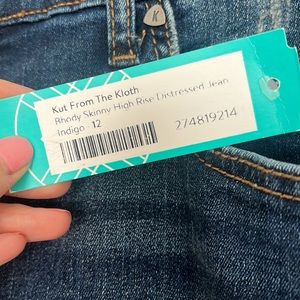 K
Kut From The Kloth
Rhody Skinny High Rise Distressed Jean
Indigo - 12
274819214